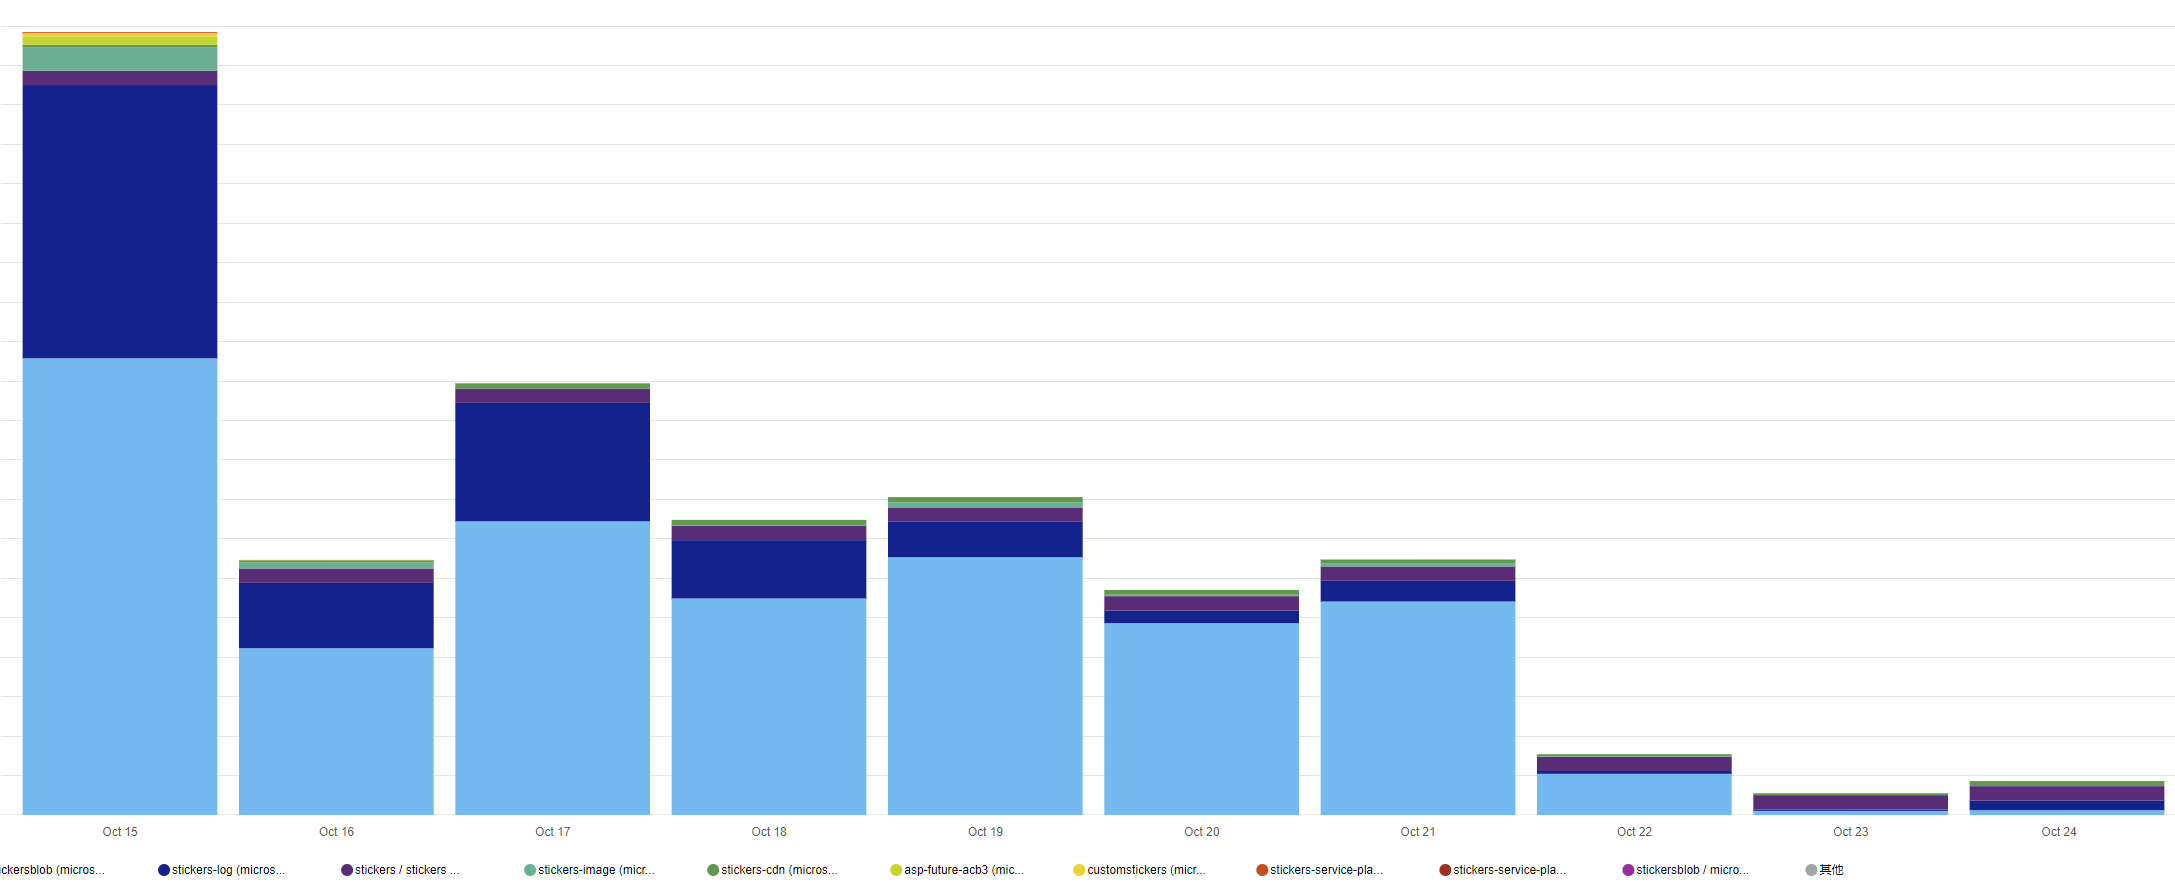 Oct 15 Oct 16 Oct 17 Oct 18 Oct 19 Oct 20 Oct 21 Oct 22 Oct 23 Oct 24
ickersblob (micros... stickers-log (micros... stickers / stickers ... stickers-image (micr... stickers-cdn (micros... asp-future-acb3 (mic... customstickers (micr... stickers-service-pla... stickers-service-pla... stickersblob / micro... 其他